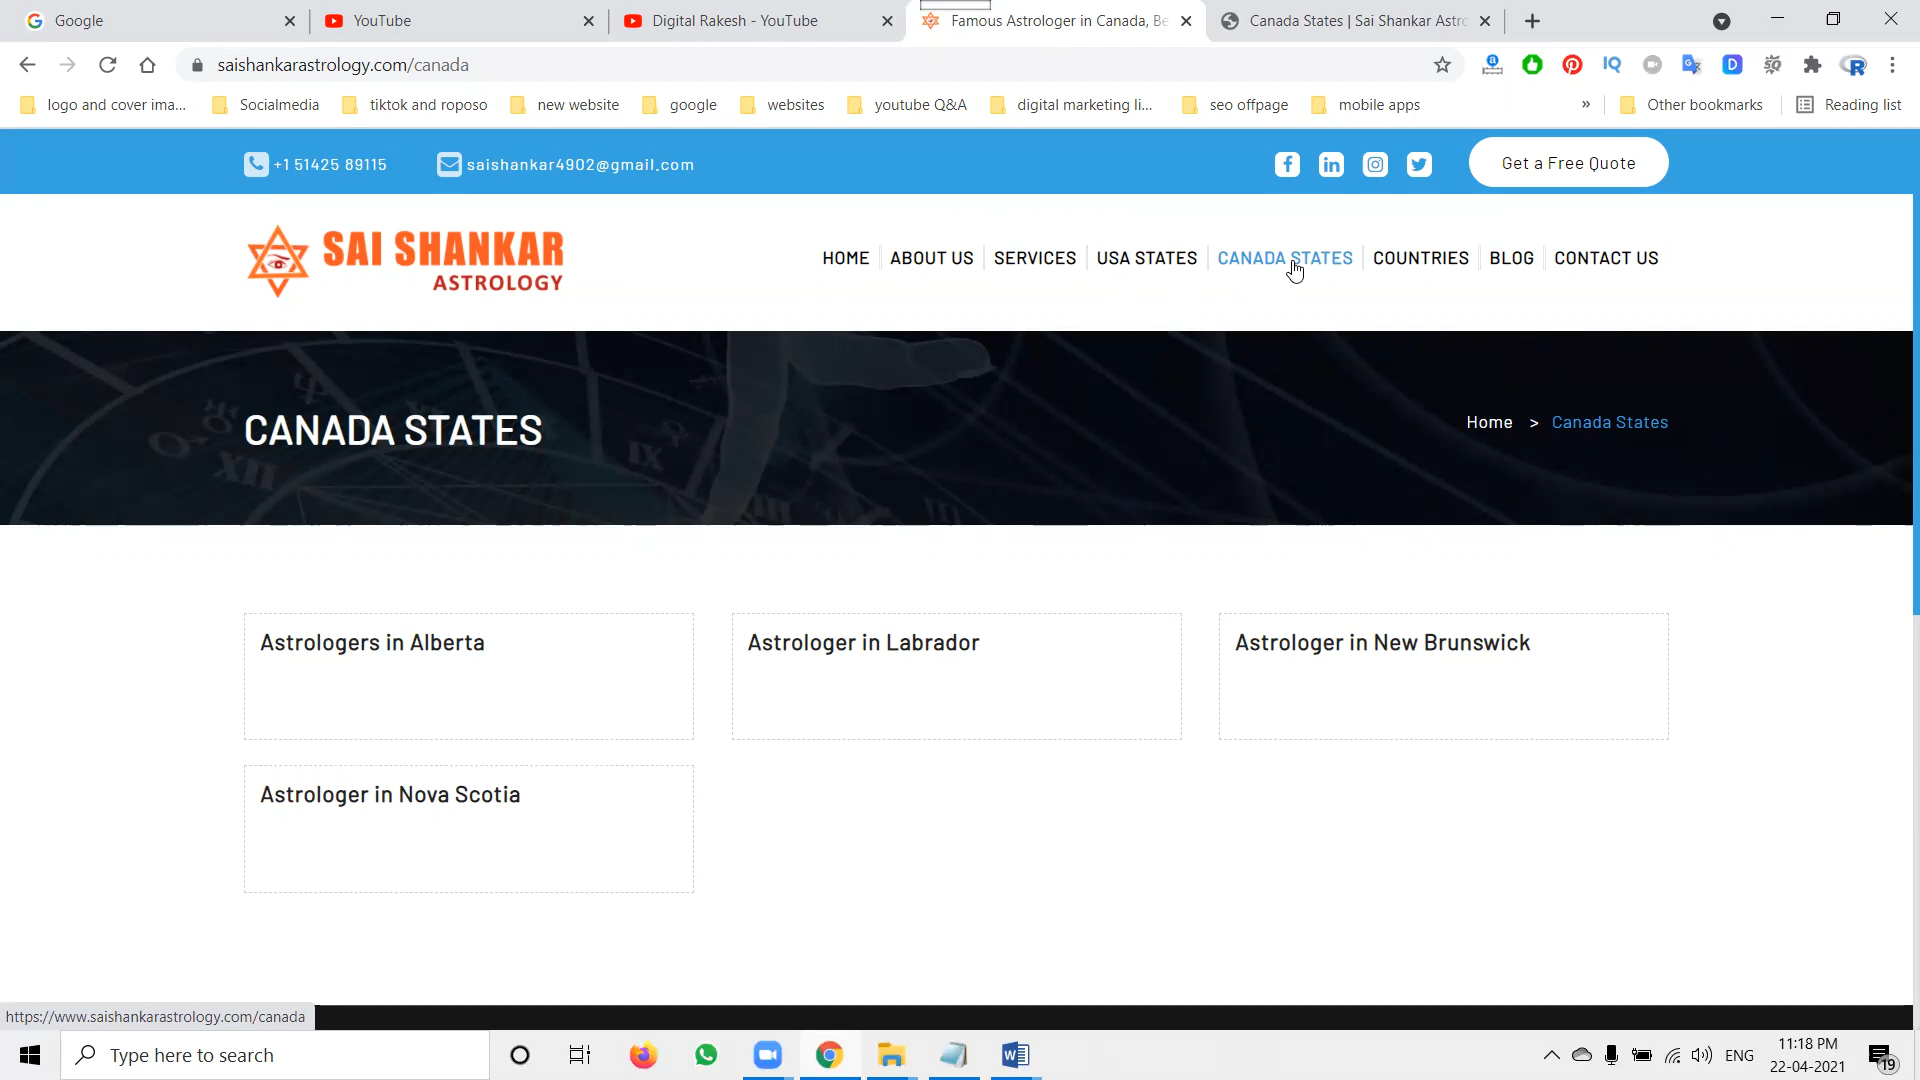 Google
YouTube
Digital Rakesh - YouTube
Famous Astrologer in Canada, Be
Canada States | Sai Shankar Astro
saishankarastrology.com/canada
logo and cover ima...
Socialmedia
tiktok and roposo
new website
google
websites
youtube Q&A
digital marketing li...
seo offpage
mobile apps
»
Other bookmarks
Reading list
+1 51425 89115
saishankar4902@gmail.com
Get a Free Quote
SAI SHANKAR
ASTROLOGY
HOME
ABOUT US
SERVICES
USA STATES
CANADA STATES
COUNTRIES
BLOG
CONTACT US
CANADA STATES
Home > Canada States
Astrologers in Alberta
Astrologer in Labrador
Astrologer in New Brunswick
Astrologer in Nova Scotia
https://www.saishankarastrology.com/canada
Type here to search
ENG
11:18 PM
22-04-2021
19